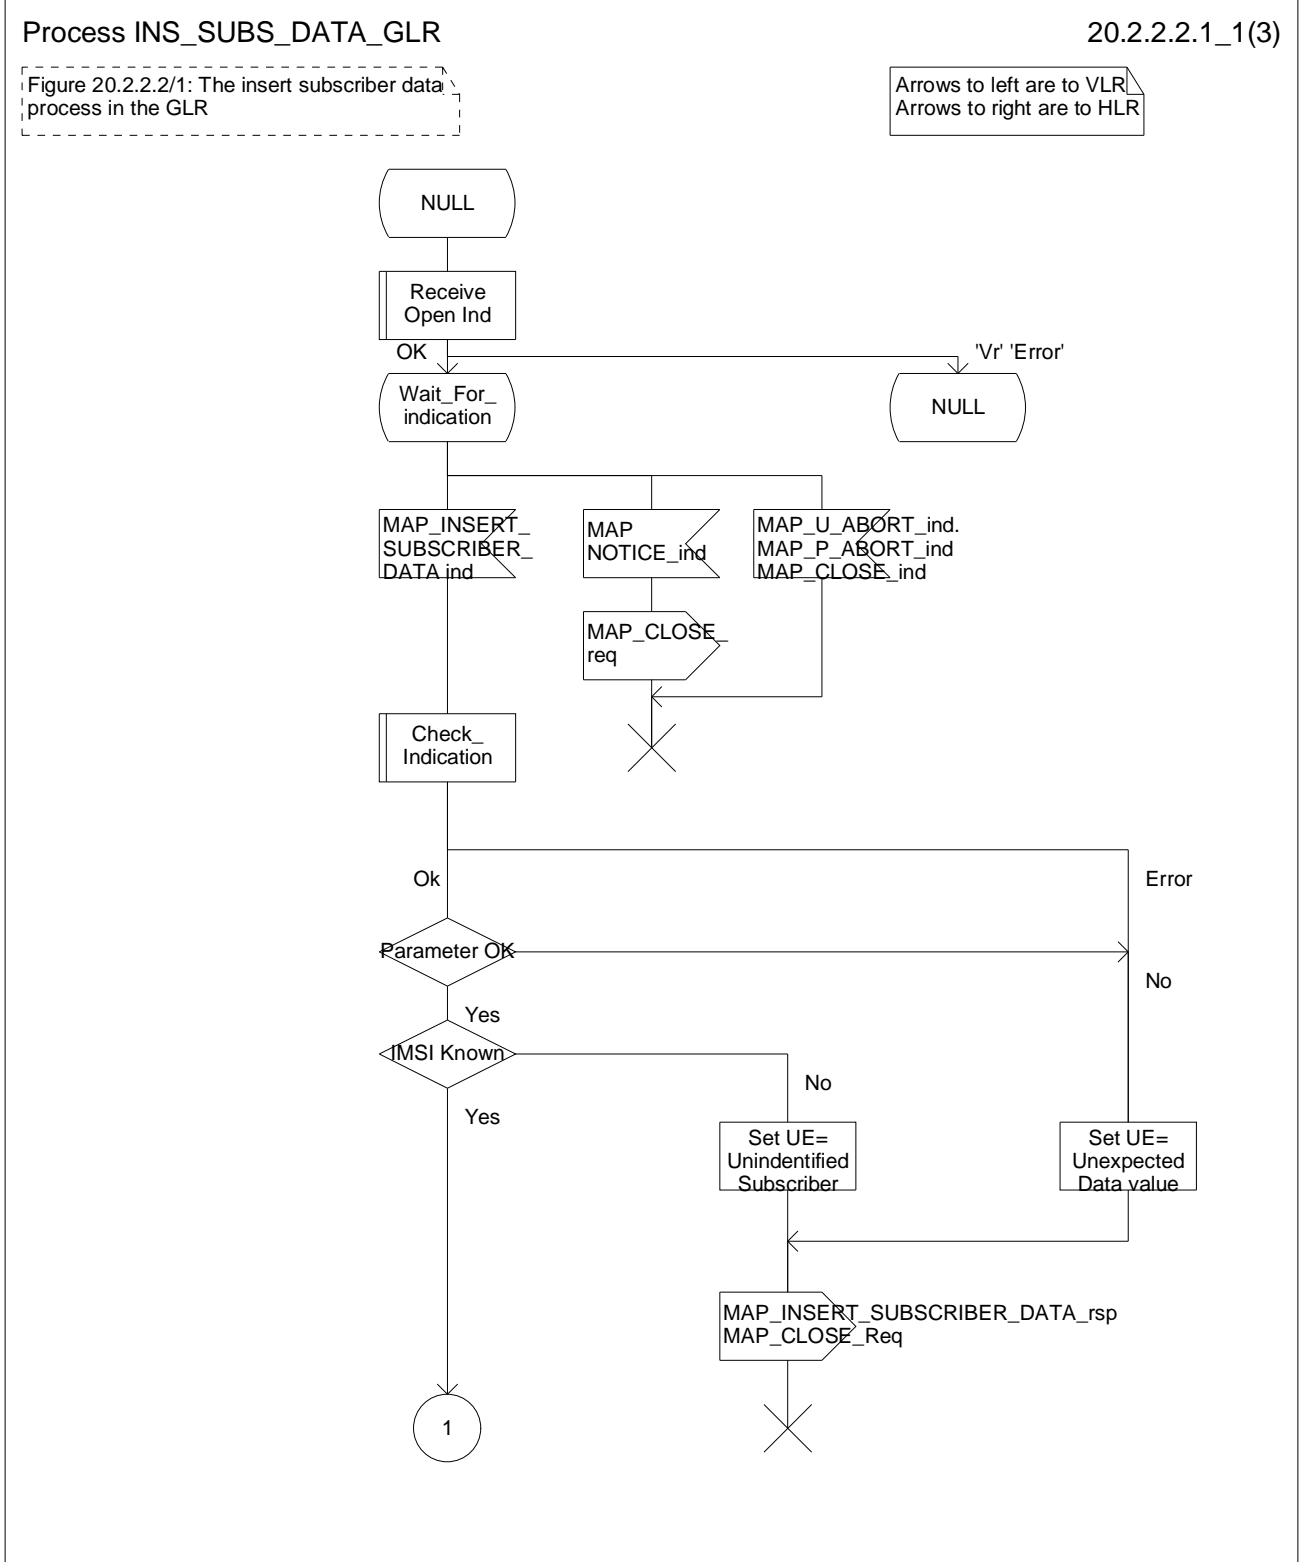 Process INS_SUBS_DATA_GLR
20.2.2.2.1_1(3)
Figure 20.2.2.2/1: The insert subscriber data
process in the GLR
Arrows to left are to VLR
Arrows to right are to HLR
NULL
Receive
Open Ind
OK
'Vr' 'Error'
Wait_For_
indication
NULL
MAP_INSERT_
SUBSCRIBER_
DATA ind
MAP
NOTICE_ind
MAP_U_ABORT_ind.
MAP_P_ABORT_ind
MAP_CLOSE_ind
MAP_CLOSE_
req
Check_
Indication
Ok
Error
Parameter OK
No
Yes
IMSI Known
No
Yes
Set UE=
Unindentified
Subscriber
Set UE=
Unexpected
Data value
MAP_INSERT_SUBSCRIBER_DATA_rsp
MAP_CLOSE_Req
1